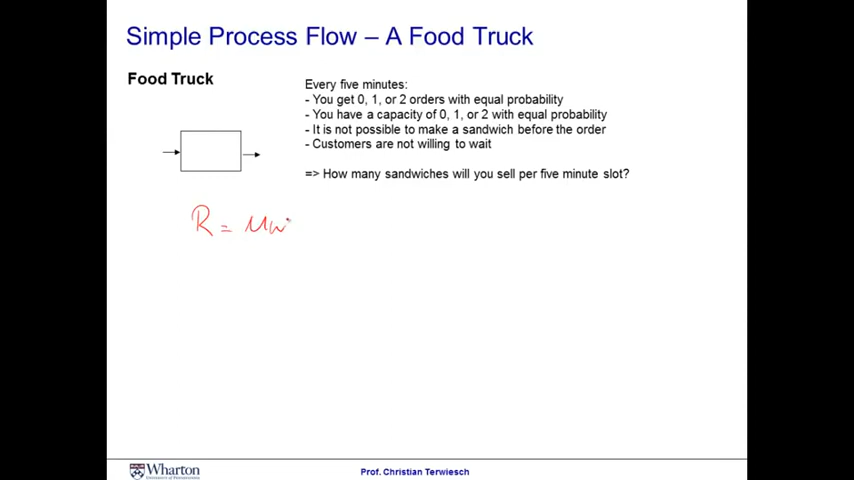 Simple Process Flow – A Food Truck
Food Truck
Every five minutes:
- You get 0, 1, or 2 orders with equal probability
- You have a capacity of 0, 1, or 2 with equal probability
- It is not possible to make a sandwich before the order
- Customers are not willing to wait
=> How many sandwiches will you sell per five minute slot?
R =
Wharton
Prof. Christian Terwiesch